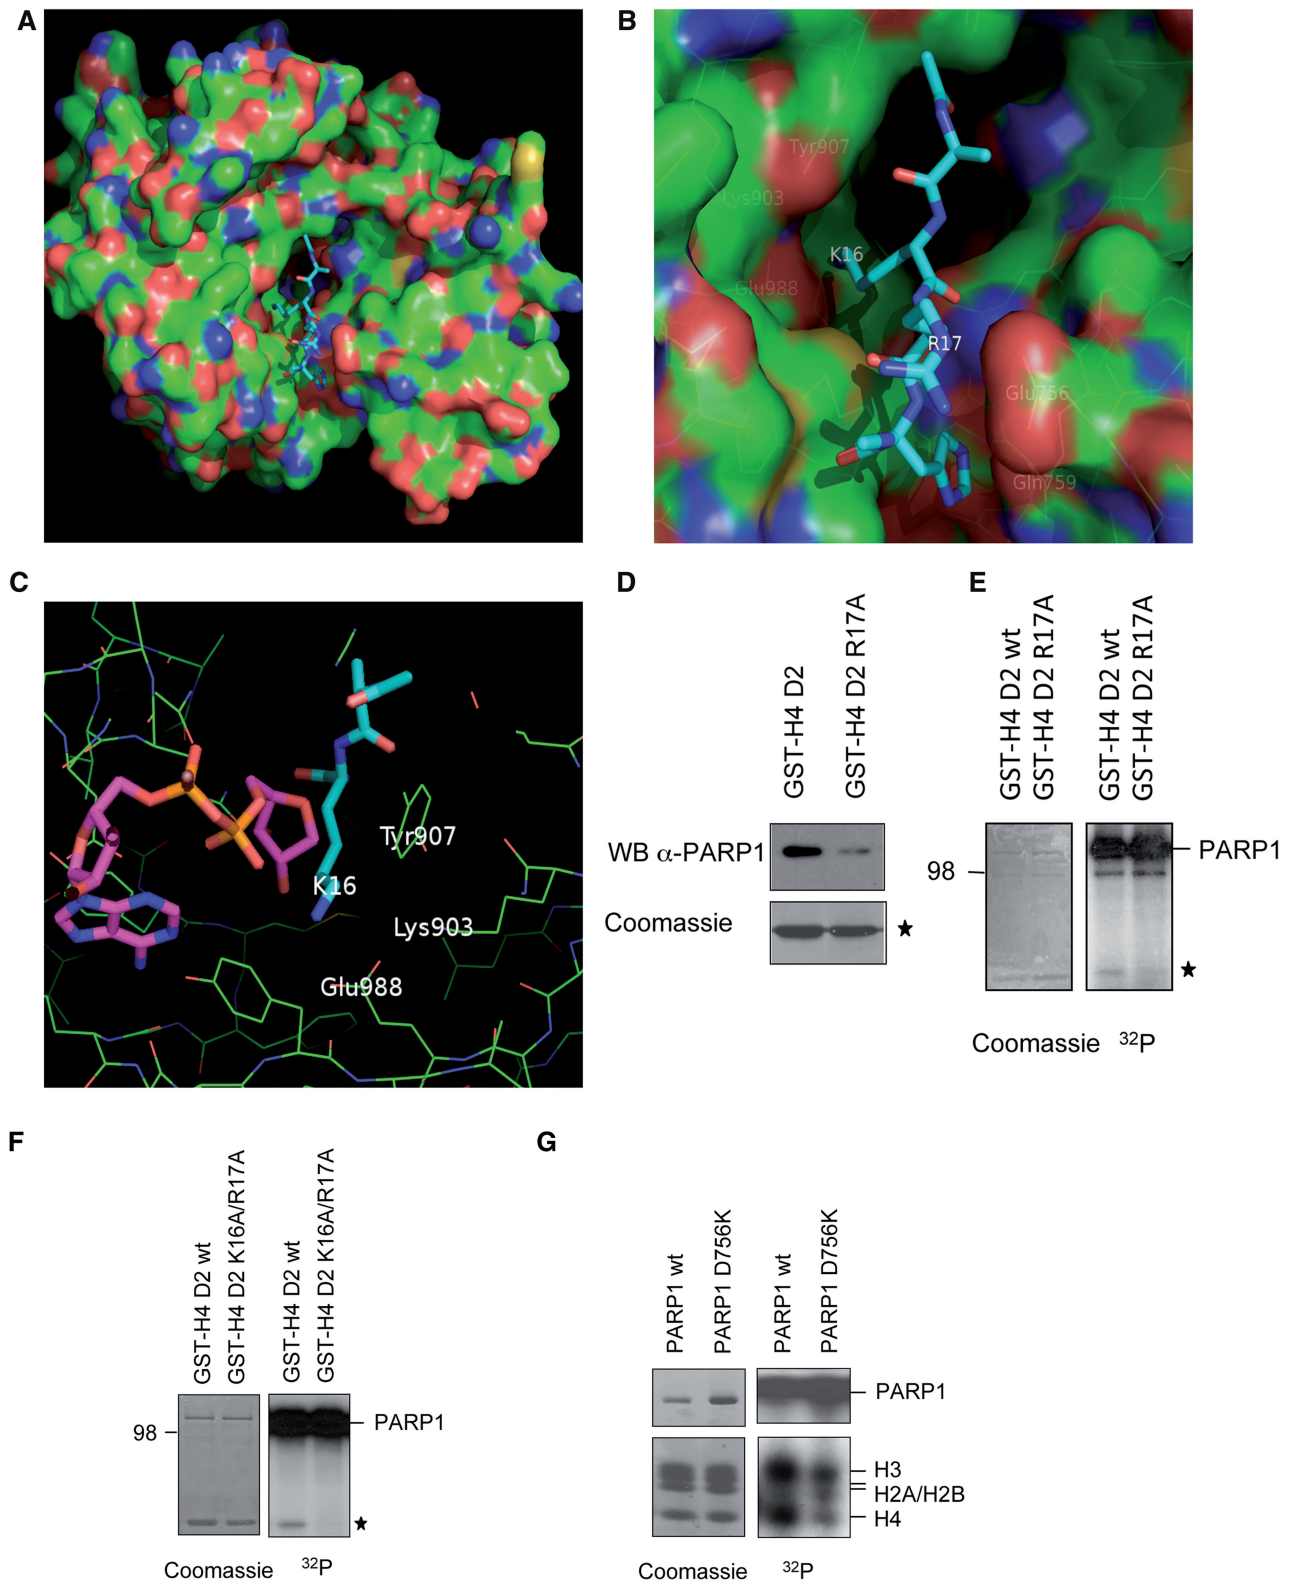 A
B
Tyr907
Lys903
K16
Glu988
R17
Glu756
Gln759
C
Tyr907
K16
Lys903
Glu988
D
GST-H4 D2
GST-H4 D2 R17A
WB α-PARP1
Coomassie
★
E
GST-H4 D2 wt
GST-H4 D2 R17A
GST-H4 D2 wt
GST-H4 D2 R17A
98
PARP1
★
Coomassie
32P
F
GST-H4 D2 wt
GST-H4 D2 K16A/R17A
GST-H4 D2 wt
GST-H4 D2 K16A/R17A
98
PARP1
★
Coomassie
32P
G
PARP1 wt
PARP1 D756K
PARP1 wt
PARP1 D756K
PARP1
H3
H2A/H2B
H4
Coomassie
32P